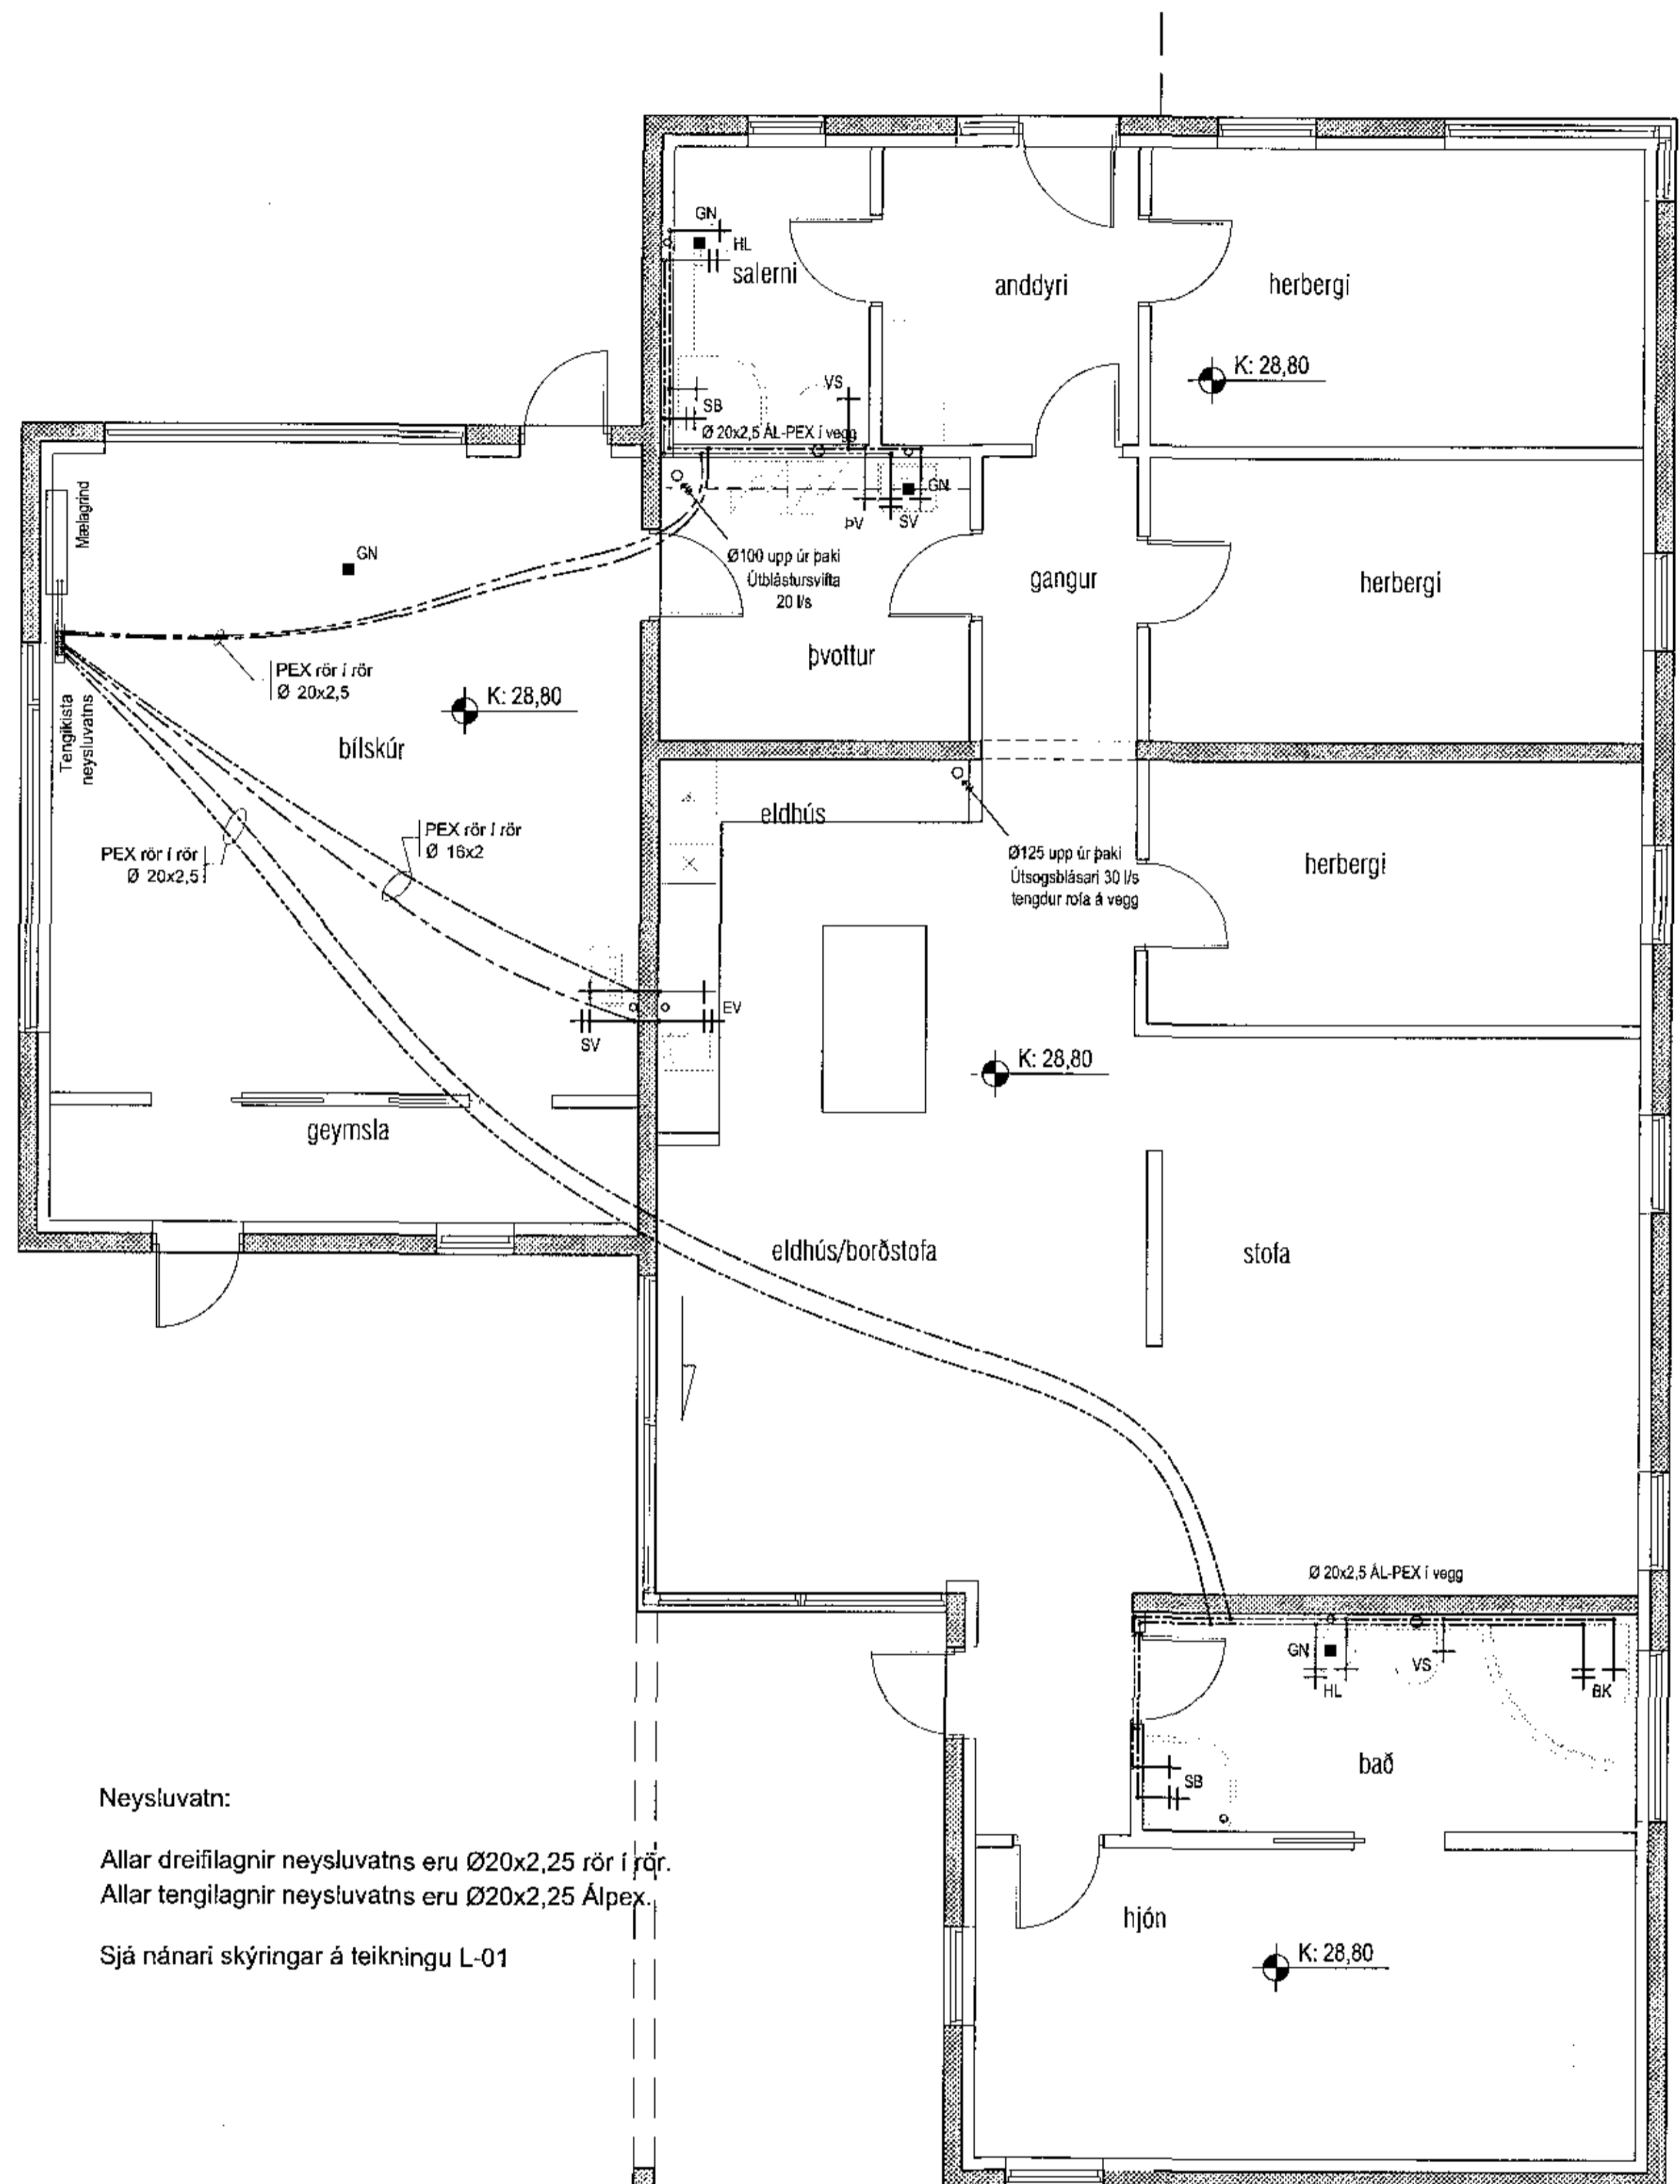 GN
HL
salerni
anddyri
herbergi
K: 28,80
VS
SB
Ø 20x2,5 ÁL-PEX í vegg
Mælagrind
GN
GN
ÞV
SV
Ø100 upp úr þaki
Útblástursvifta
20 l/s
gangur
herbergi
þvottur
PEX rör í rör
Ø 20x2,5
K: 28,80
Tengikista
neysluvatns
bílskúr
eldhús
PEX rör í rör
Ø 16x2
PEX rör í rör
Ø 20x2,5
Ø125 upp úr þaki
Útsogsblásari 30 l/s
tengdur rofa á vegg
herbergi
EV
SV
K: 28,80
geymsla
eldhús/borðstofa
stofa
Ø 20x2,5 ÁL-PEX í vegg
GN
VS
HL
BK
bað
SB
Neysluvatn:
Allar dreifilagnir neysluvatns eru Ø20x2,25 rör í rör.
Allar tengilagnir neysluvatns eru Ø20x2,25 Álpex.
hjón
Sjá nánari skýringar á teikningu L-01
K: 28,80